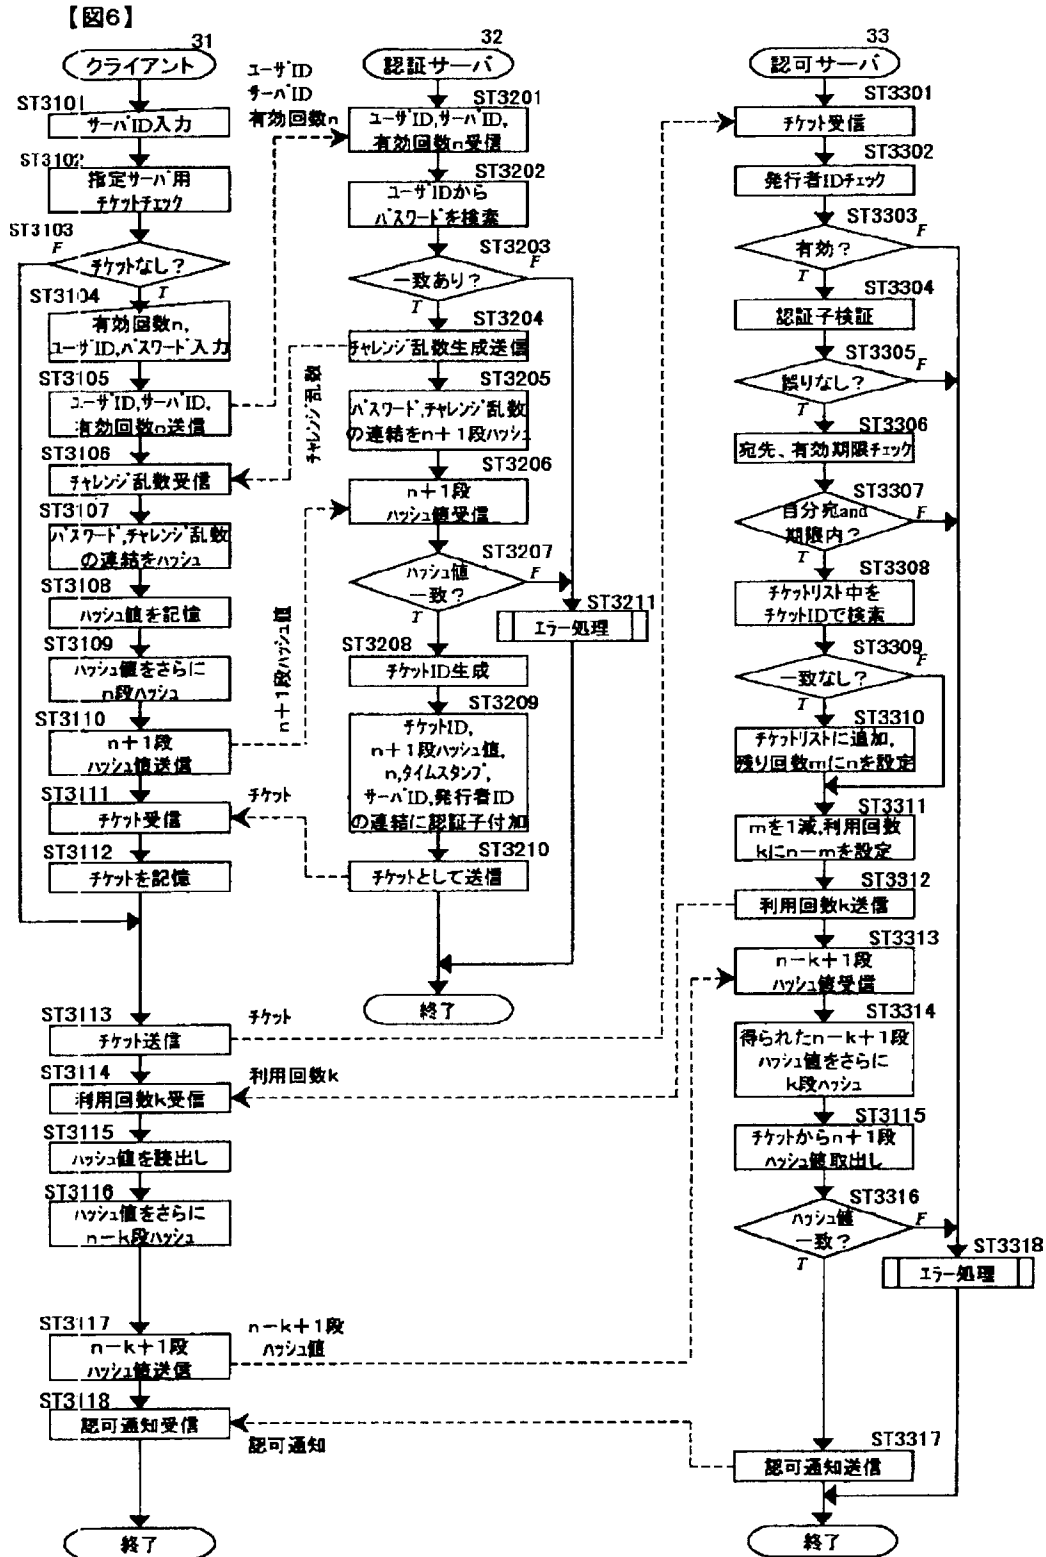 【図6】
31
クライアント
ST3101
サーバID入力
ST3102
指定サーバ用
チケットチェック
ST3103
F
チケットなし?
T
ST3104
有効回数n,
ユーザID,パスワード入力
ST3105
ユーザID,サーバID,
有効回数n送信
ST3106
チャレンジ乱数受信
ST3107
パスワード,チャレンジ乱数
の連結をハッシュ
ST3108
ハッシュ値を記憶
ST3109
ハッシュ値をさらに
n段ハッシュ
ST3110
n+1段
ハッシュ値送信
ST3111
チケット受信
ST3112
チケットを記憶
ST3113
チケット送信
ST3114
利用回数k受信
ST3115
ハッシュ値を読出し
ST3116
ハッシュ値をさらに
n-k段ハッシュ
ST3117
n-k+1段
ハッシュ値送信
ST3118
認可通知受信
終了
ユーザID
サーバID
有効回数n
チャレンジ乱数
n+1段ハッシュ値
チケット
チケット
利用回数k
n-k+1段
ハッシュ値
認可通知
32
認証サーバ
ST3201
ユーザID,サーバID,
有効回数n受信
ST3202
ユーザIDから
パスワードを検索
ST3203
F
一致あり?
T
ST3204
チャレンジ乱数生成送信
ST3205
パスワード,チャレンジ乱数
の連結をn+1段ハッシュ
ST3206
n+1段
ハッシュ値受信
ST3207
ハッシュ値
一致?
F
T
ST3211
エラー処理
ST3208
チケットID生成
ST3209
チケットID,
n+1段ハッシュ値,
n,タイムスタンプ,
サーバID,発行者ID
の連結に認証子付加
ST3210
チケットとして送信
終了
33
認可サーバ
ST3301
チケット受信
ST3302
発行者IDチェック
ST3303
F
有効?
T
ST3304
認証子検証
ST3305
誤りなし?
F
T
ST3306
宛先、有効期限チェック
ST3307
自分宛and
期限内?
F
T
ST3308
チケットリスト中を
チケットIDで検索
ST3309
F
一致なし?
T
ST3310
チケットリストに追加,
残り回数mにnを設定
ST3311
mを1減,利用回数
kにn-mを設定
ST3312
利用回数k送信
ST3313
n-k+1段
ハッシュ値受信
ST3314
得られたn-k+1段
ハッシュ値をさらに
k段ハッシュ
ST3115
チケットからn+1段
ハッシュ値取出し
ST3316
ハッシュ値
一致?
F
T
ST3318
エラー処理
ST3317
認可通知送信
終了